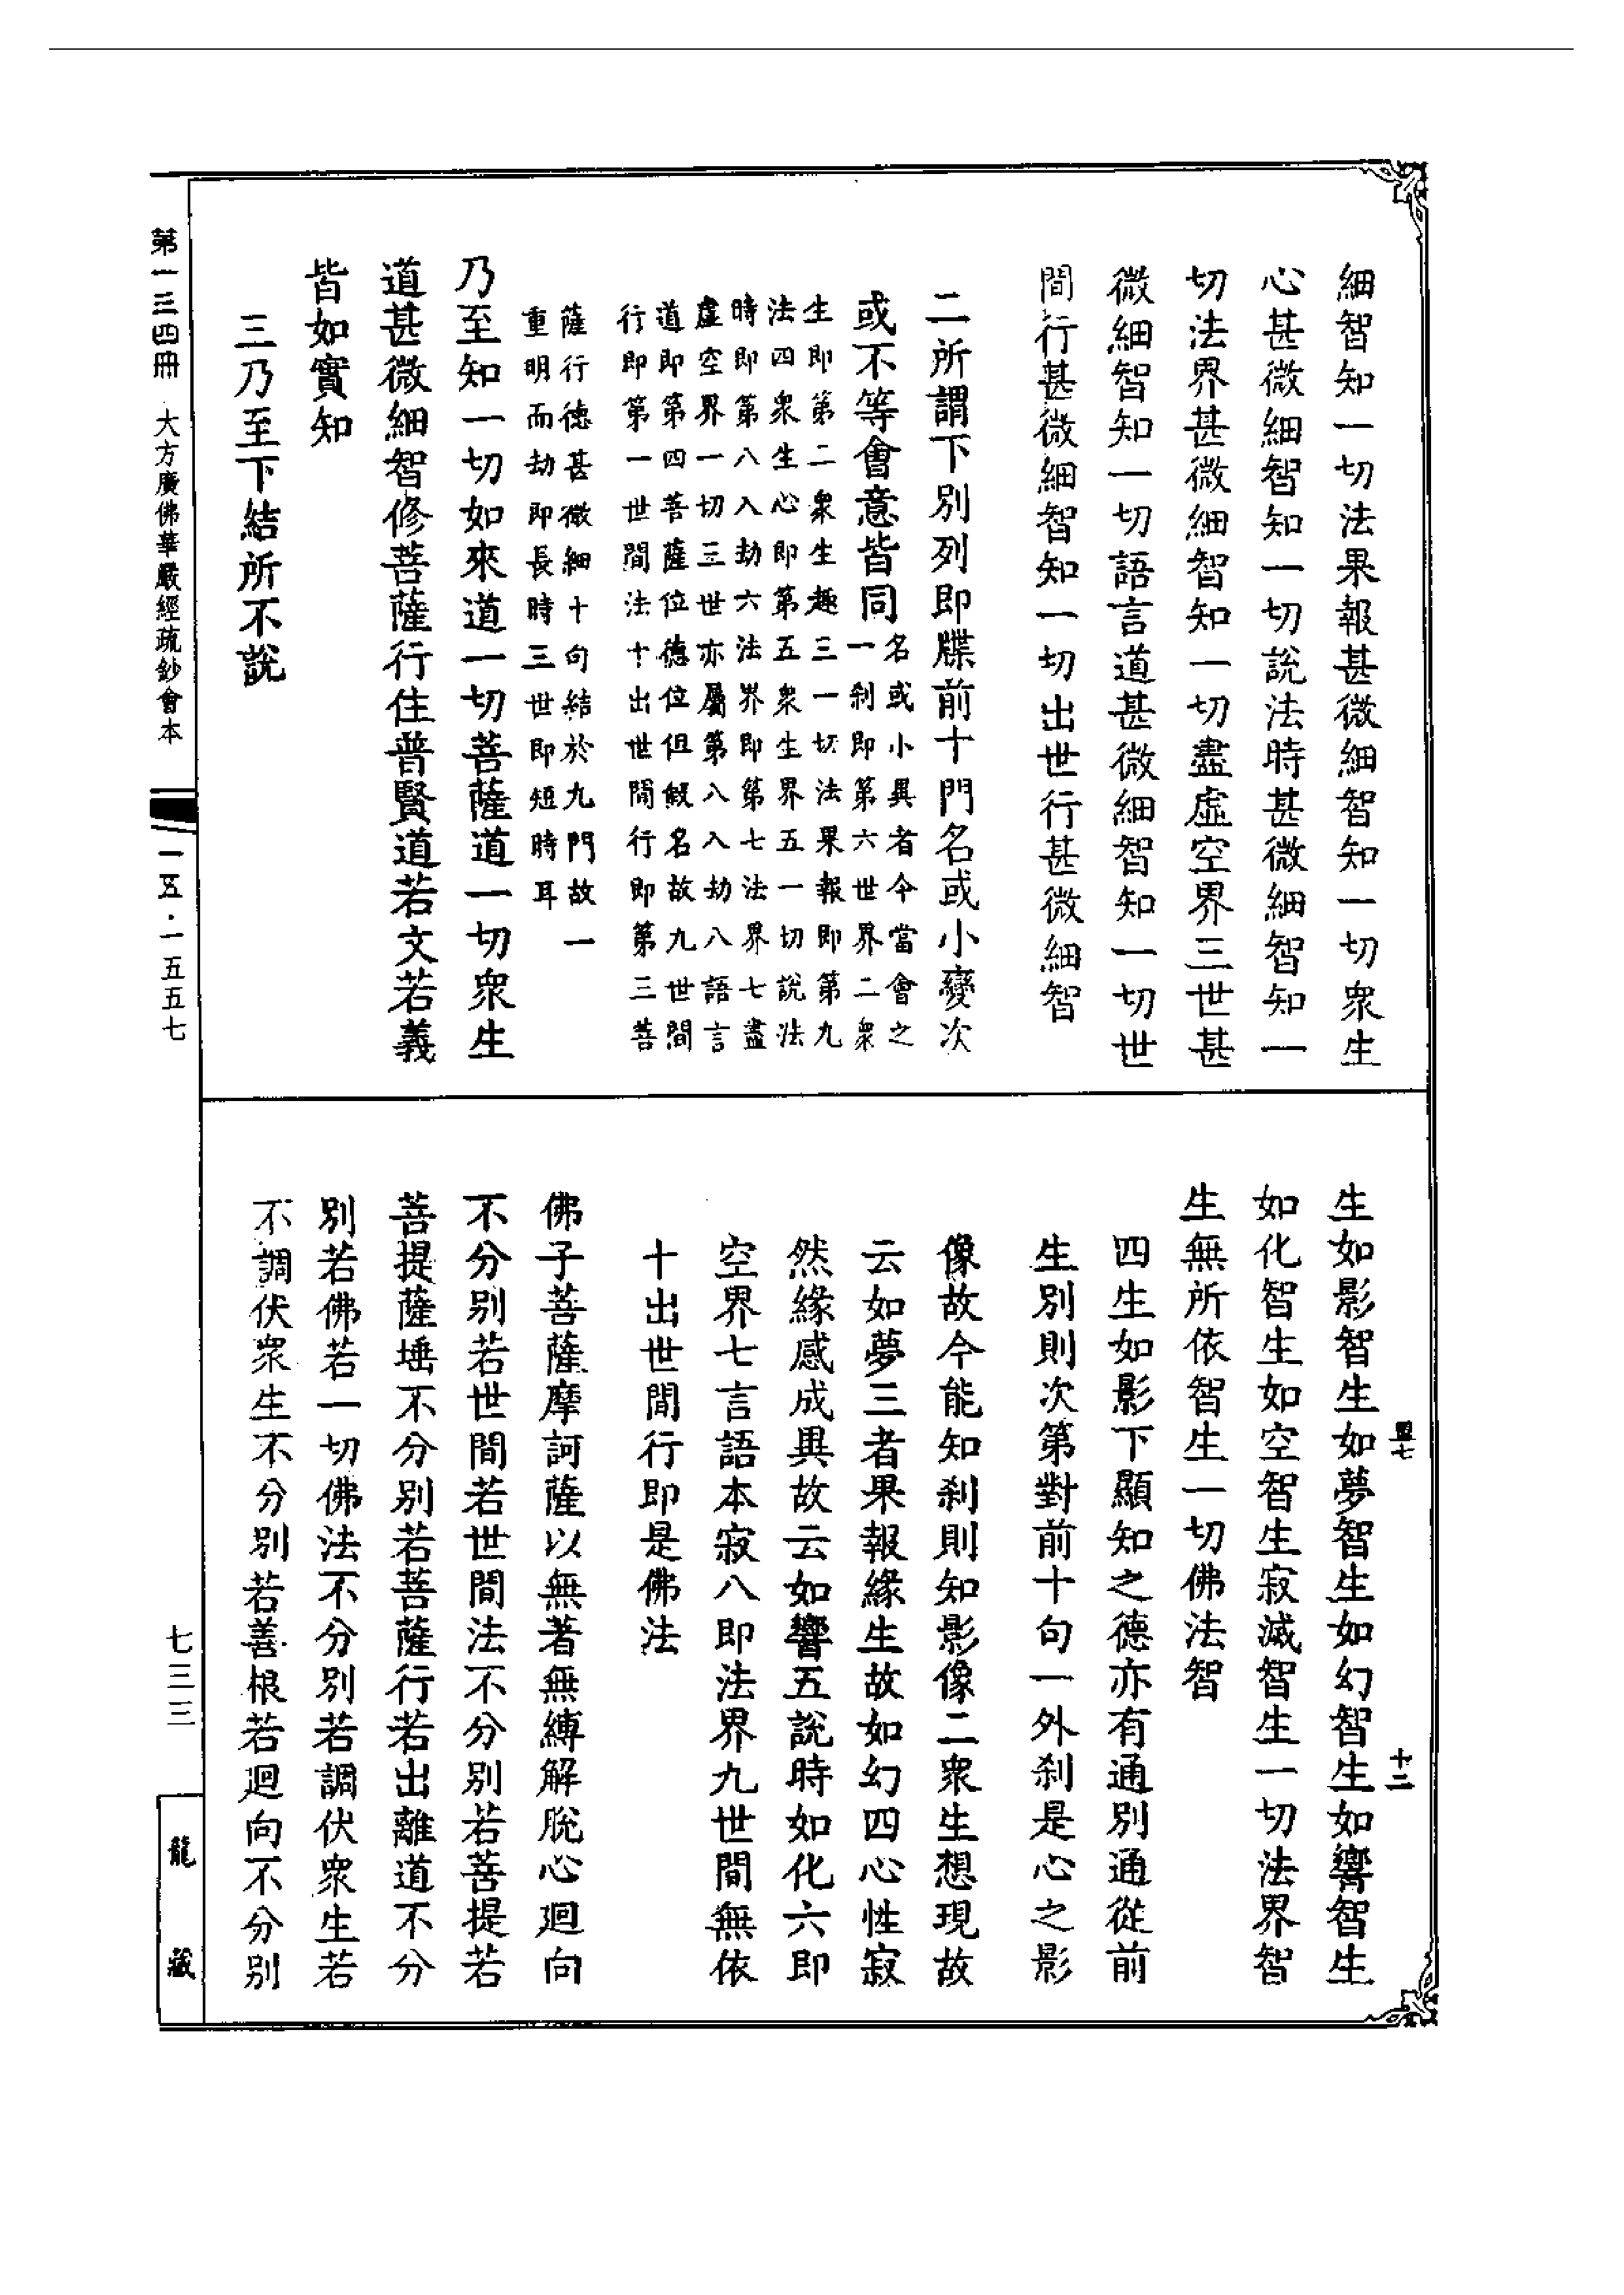 細智知一切法果報甚微細智知一切衆生
心甚微細智知一切說法時甚微細智知一
切法界甚微細智知一切盡虛空界三世甚
微細智知一切語言道甚微細智知一切世
間行甚微細智知一切出世行甚微細智
二所謂下別列即牒前十門名或小變次
或不等會意皆同
名或小異者今當會之
一刹即第六世界二衆
生即第二衆生趣三一切法果報即第九
法四衆生心即第五衆生界五一切說法
時即第八入劫六法界即第七法界七盡
虛空界一切三世亦屬第八入劫八語言
道即第四菩薩位德位但假名故九世間
行即第一世間法十出世間行即第三菩
薩行德甚微細十句結於九門故一
重明而劫即長時三世即短時耳
乃至知一切如來道一切菩薩道一切衆生
道甚微細智修菩薩行住普賢道若文若義
皆如實知
三乃至下結所不說
生如影智生如夢智生如幻智生如響智生
如化智生如空智生寂滅智生一切法界智
生無所依智生一切佛法智
四生如影下顯知之德亦有通別通從前
生別則次第對前十句一外刹是心之影
像故今能知刹則知影像二衆生想現故
云如夢三者果報緣生故如幻四心性寂
然緣感成異故云如響五說時如化六即
空界七言語本寂八即法界九世間無依
十出世間行即是佛法
佛子菩薩摩訶薩以無著無縛解脫心迴向
不分別若世間若世間法不分別若菩提若
菩提薩埵不分別若菩薩行若出離道不分
別若佛若一切佛法不分別若調伏衆生若
不調伏衆生不分別若善根若迴向不分別
第一三四冊 大方廣佛華嚴經疏鈔會本
一五·一五五七
七三三
龍藏
十二